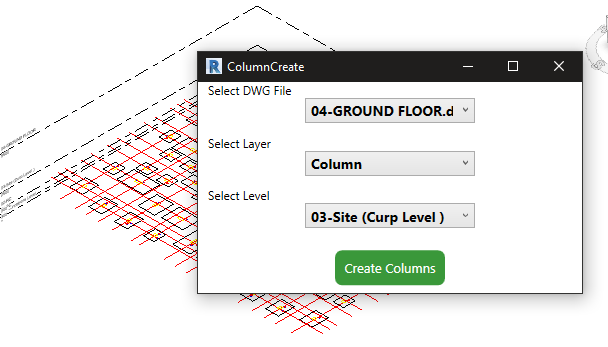 ColumnCreate
Select DWG File
04-GROUND FLOOR.d
Select Layer
Column
Select Level
03-Site (Curp Level )
Create Columns